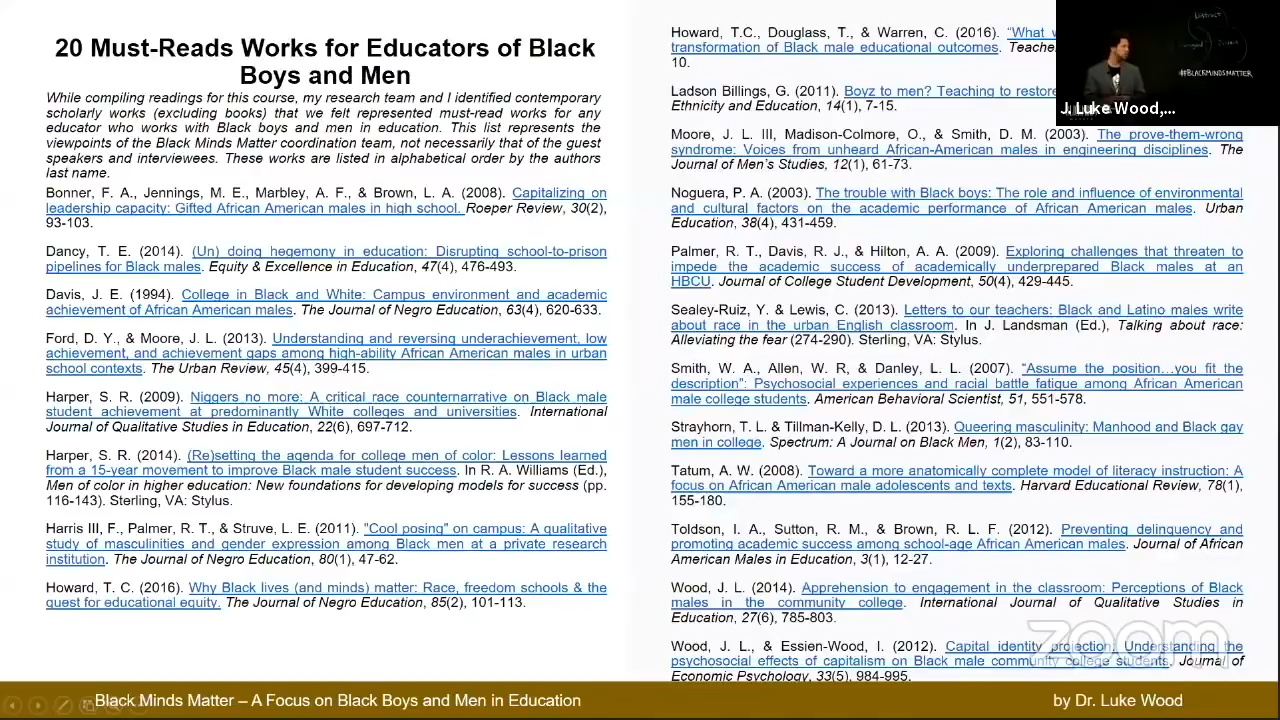 20 Must-Reads Works for Educators of Black
Boys and Men
While compiling readings for this course, my research team and I identified contemporary
scholarly works (excluding books) that we felt represented must-read works for any
educator who works with Black boys and men in education. This list represents the
viewpoints of the Black Minds Matter coordination team, not necessarily that of the guest
speakers and interviewees. These works are listed in alphabetical order by the authors
last name.
Bonner, F. A., Jennings, M. E., Marbley, A. F., & Brown, L. A. (2008). Capitalizing on
leadership capacity: Gifted African American males in high school. Roeper Review, 30(2),
93-103.
Dancy, T. E. (2014). (Un) doing hegemony in education: Disrupting school-to-prison
pipelines for Black males. Equity & Excellence in Education, 47(4), 476-493.
Davis, J. E. (1994). College in Black and White: Campus environment and academic
achievement of African American males. The Journal of Negro Education, 63(4), 620-633.
Ford, D. Y., & Moore, J. L. (2013). Understanding and reversing underachievement, low
achievement, and achievement gaps among high-ability African American males in urban
school contexts. The Urban Review, 45(4), 399-415.
Harper, S. R. (2009). Niggers no more: A critical race counternarrative on Black male
student achievement at predominantly White colleges and universities. International
Journal of Qualitative Studies in Education, 22(6), 697-712.
Harper, S. R. (2014). (Re)setting the agenda for college men of color: Lessons learned
from a 15-year movement to improve Black male student success. In R. A. Williams (Ed.),
Men of color in higher education: New foundations for developing models for success (pp.
116-143). Sterling, VA: Stylus.
Harris III, F., Palmer, R. T., & Struve, L. E. (2011). "Cool posing" on campus: A qualitative
study of masculinities and gender expression among Black men at a private research
institution. The Journal of Negro Education, 80(1), 47-62.
Howard, T. C. (2016). Why Black lives (and minds) matter: Race, freedom schools & the
quest for educational equity. The Journal of Negro Education, 85(2), 101-113.
Howard, T.C., Douglass, T., & Warren, C. (2016). "What
transformation of Black male educational outcomes.
10.
Ladson Billings, G. (2011). Boyz to men? Teaching to restore
Ethnicity and Education, 14(1), 7-15.
Moore, J. L. III, Madison-Colmore, O., & Smith, D. M. (2003). The prove-them-wrong
syndrome: Voices from unheard African-American males in engineering disciplines. The
Journal of Men's Studies, 12(1), 61-73.
Noguera, P. A. (2003). The trouble with Black boys: The role and influence of environmental
and cultural factors on the academic performance of African American males. Urban
Education, 38(4), 431-459.
Palmer, R. T., Davis, R. J., & Hilton, A. A. (2009). Exploring challenges that threaten to
impede the academic success of academically underprepared Black males at an
HBCU. Journal of College Student Development, 50(4), 429-445.
Sealey-Ruiz, Y. & Lewis, C. (2013). Letters to our teachers: Black and Latino males write
about race in the urban English classroom. In J. Landsman (Ed.), Talking about race:
Alleviating the fear (274-290). Sterling, VA: Stylus.
Smith, W. A., Allen, W. R, & Danley, L. L. (2007). "Assume the position...you fit the
description": Psychosocial experiences and racial battle fatigue among African American
male college students. American Behavioral Scientist, 51, 551-578.
Strayhorn, T. L. & Tillman-Kelly, D. L. (2013). Queering masculinity: Manhood and Black gay
men in college. Spectrum: A Journal on Black Men, 1(2), 83-110.
Tatum, A. W. (2008). Toward a more anatomically complete model of literacy instruction: A
focus on African American male adolescents and texts. Harvard Educational Review, 78(1),
155-180.
Toldson, I. A., Sutton, R. M., & Brown, R. L. F. (2012). Preventing delinquency and
promoting academic success among school-age African American males. Journal of African
American Males in Education, 3(1), 12-27.
Wood, J. L. (2014). Apprehension to engagement in the classroom: Perceptions of Black
males in the community college. International Journal of Qualitative Studies in
Education, 27(6), 785-803.
Wood, J. L., & Essien-Wood, I. (2012). Capital identity projection, Understanding the
psychosocial effects of capitalism on Black male community college students. Journal of
Economic Psychology, 33(5), 984-995.
#BLACKMINDSMATTER
J. Luke Wood,...
zoom
Black Minds Matter – A Focus on Black Boys and Men in Education
by Dr. Luke Wood